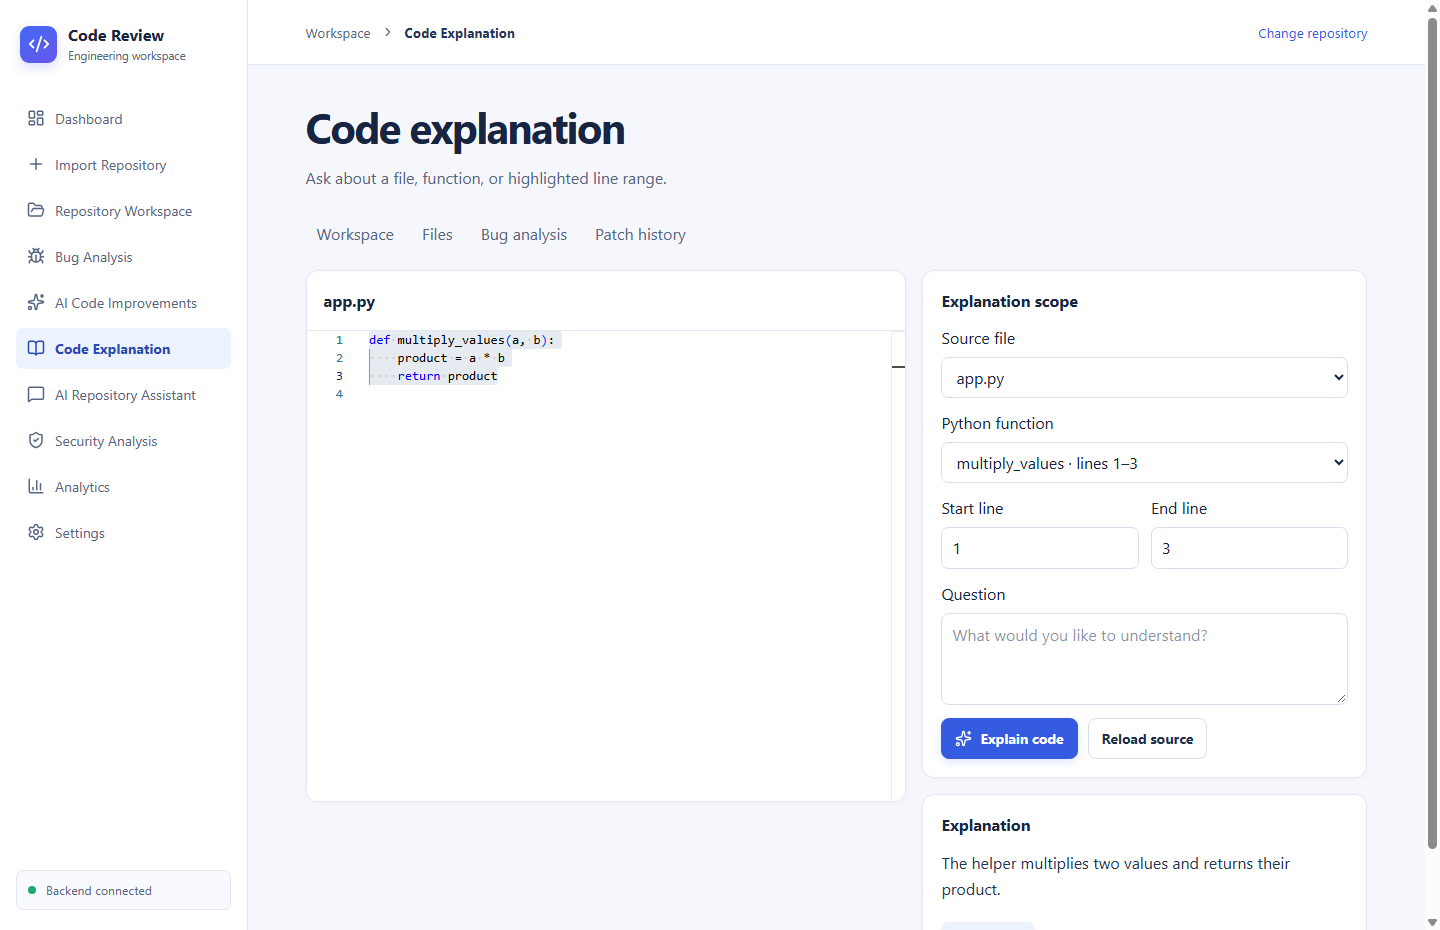 Code Review
Engineering workspace
Dashboard
Import Repository
Repository Workspace
Bug Analysis
AI Code Improvements
Code Explanation
AI Repository Assistant
Security Analysis
Analytics
Settings
Backend connected
Workspace > Code Explanation
Change repository
Code explanation
Ask about a file, function, or highlighted line range.
Workspace Files Bug analysis Patch history
app.py
1 def multiply_values(a, b):
2     product = a * b
3     return product
4
Explanation scope
Source file
app.py
Python function
multiply_values · lines 1–3
Start line End line
1 3
Question
What would you like to understand?
Explain code Reload source
Explanation
The helper multiplies two values and returns their
product.